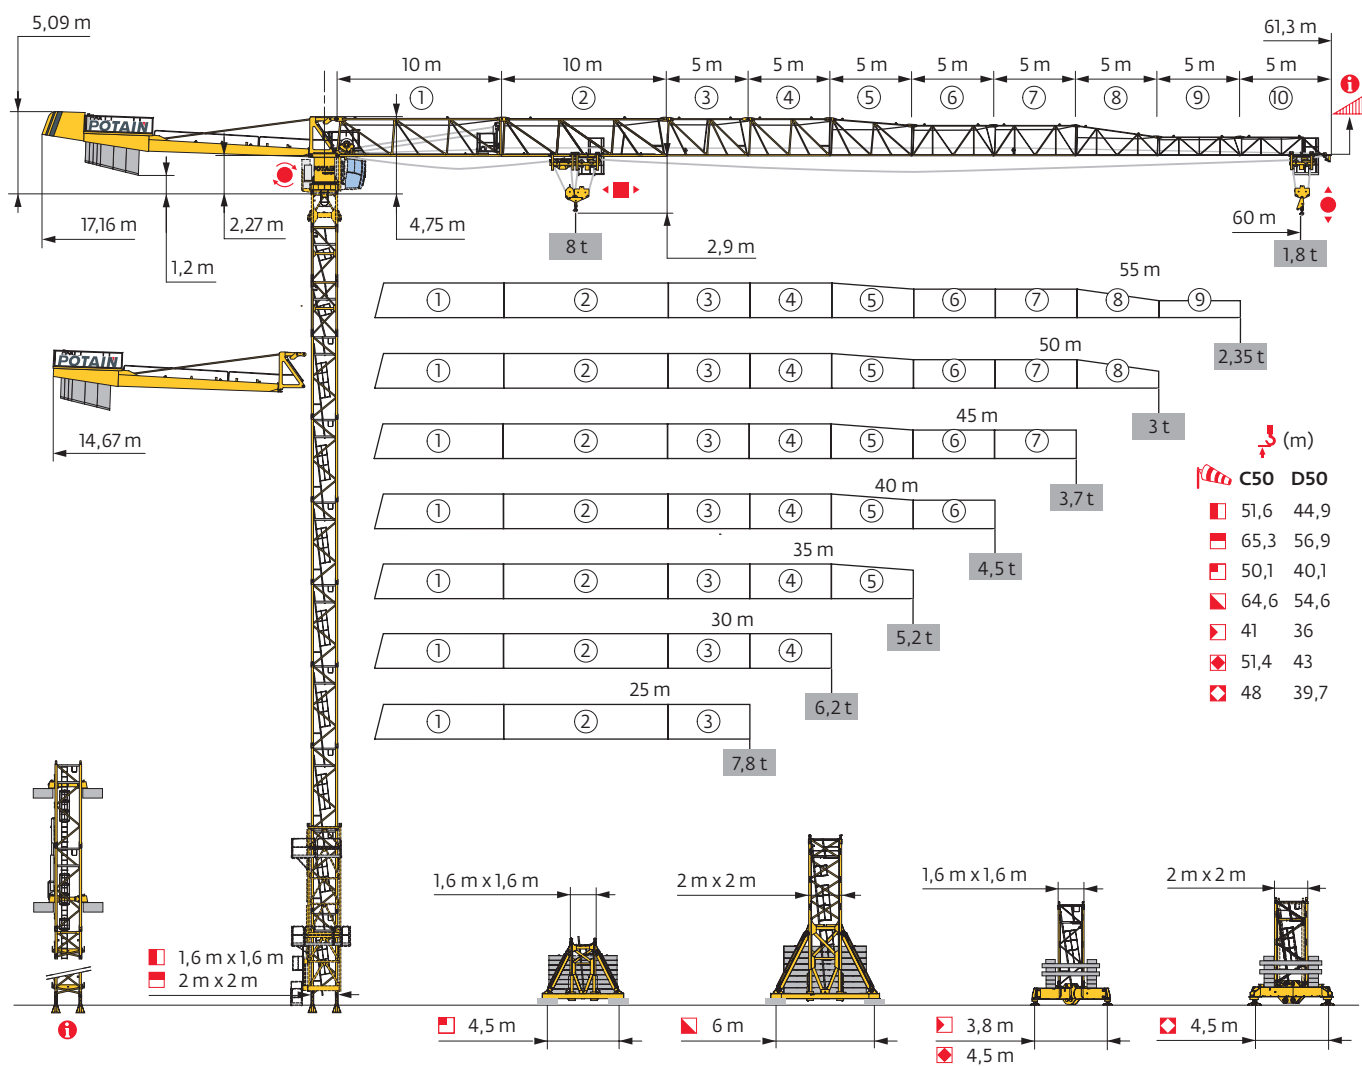 5,09 m
61,3 m
10 m 10 m 5 m 5 m 5 m 5 m 5 m 5 m 5 m 5 m
1 2 3 4 5 6 7 8 9 10
i
POTAIN
POTAIN
17,16 m
2,27 m
4,75 m
1,2 m
8 t
2,9 m
60 m
1,8 t
55 m
1 2 3 4 5 6 7 8 9
2,35 t
50 m
1 2 3 4 5 6 7 8
3 t
POTAIN
14,67 m
45 m
1 2 3 4 5 6 7
3,7 t
40 m
1 2 3 4 5 6
4,5 t
35 m
1 2 3 4 5
5,2 t
30 m
1 2 3 4
6,2 t
25 m
1 2 3
7,8 t
(m)
C50 D50
51,6 44,9
65,3 56,9
50,1 40,1
64,6 54,6
41 36
51,4 43
48 39,7
1,6 m x 1,6 m
2 m x 2 m
i
1,6 m x 1,6 m
4,5 m
2 m x 2 m
6 m
1,6 m x 1,6 m
3,8 m
4,5 m
2 m x 2 m
4,5 m